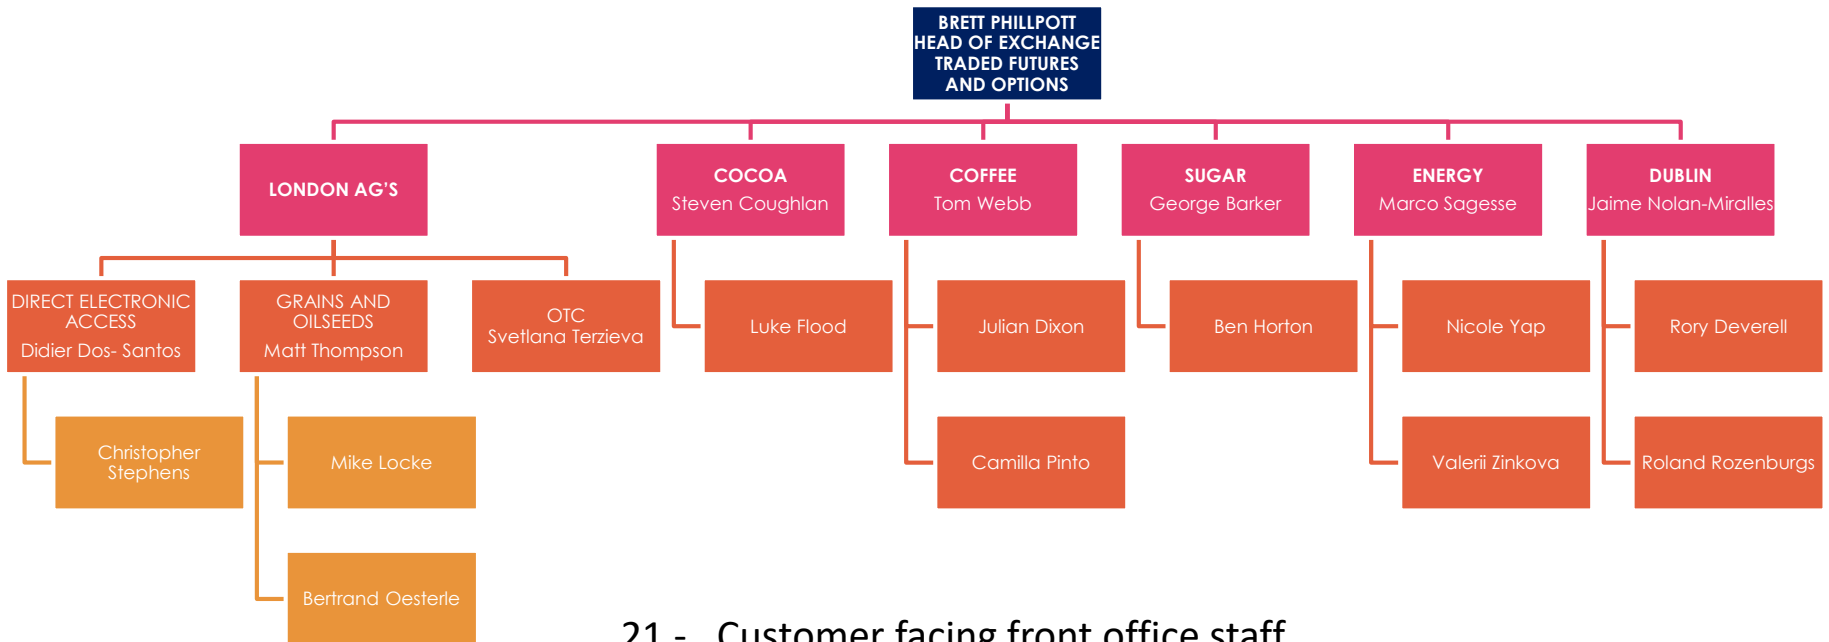 BRETT PHILLPOTT
HEAD OF EXCHANGE
TRADED FUTURES
AND OPTIONS
LONDON AG'S
COCOA
Steven Coughlan
COFFEE
Tom Webb
SUGAR
George Barker
ENERGY
Marco Sagesse
DUBLIN
Jaime Nolan-Miralles
DIRECT ELECTRONIC
ACCESS
Didier Dos- Santos
GRAINS AND
OILSEEDS
Matt Thompson
OTC
Svetlana Terzieva
Luke Flood
Julian Dixon
Ben Horton
Nicole Yap
Rory Deverell
Christopher
Stephens
Mike Locke
Camilla Pinto
Valerii Zinkova
Roland Rozenburgs
Bertrand Oesterle
21 - Customer facing front office staff